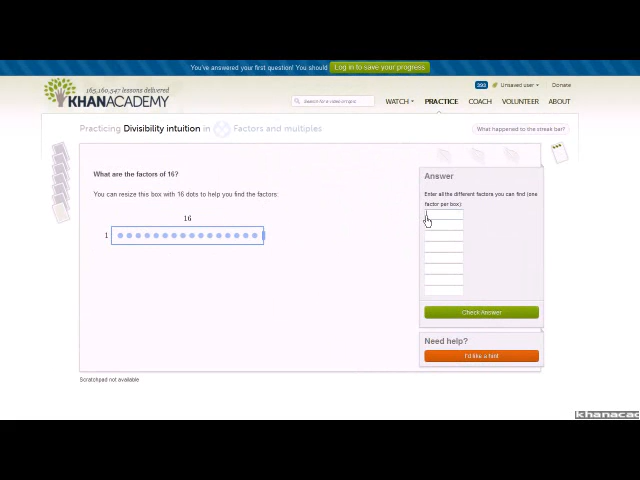 You've answered your first question! You should Log in to save your progress
393 Unsaved user Donate
165,160,547 lessons delivered
KHANACADEMY
WATCH PRACTICE COACH VOLUNTEER ABOUT
Practicing Divisibility intuition in Factors and multiples
What happened to the streak bar?
What are the factors of 16?
You can resize this box with 16 dots to help you find the factors:
16
1
Answer
Enter all the different factors you can find (one
factor per box):
Check Answer
Need help?
I'd like a hint
Scratchpad not available
khanacad